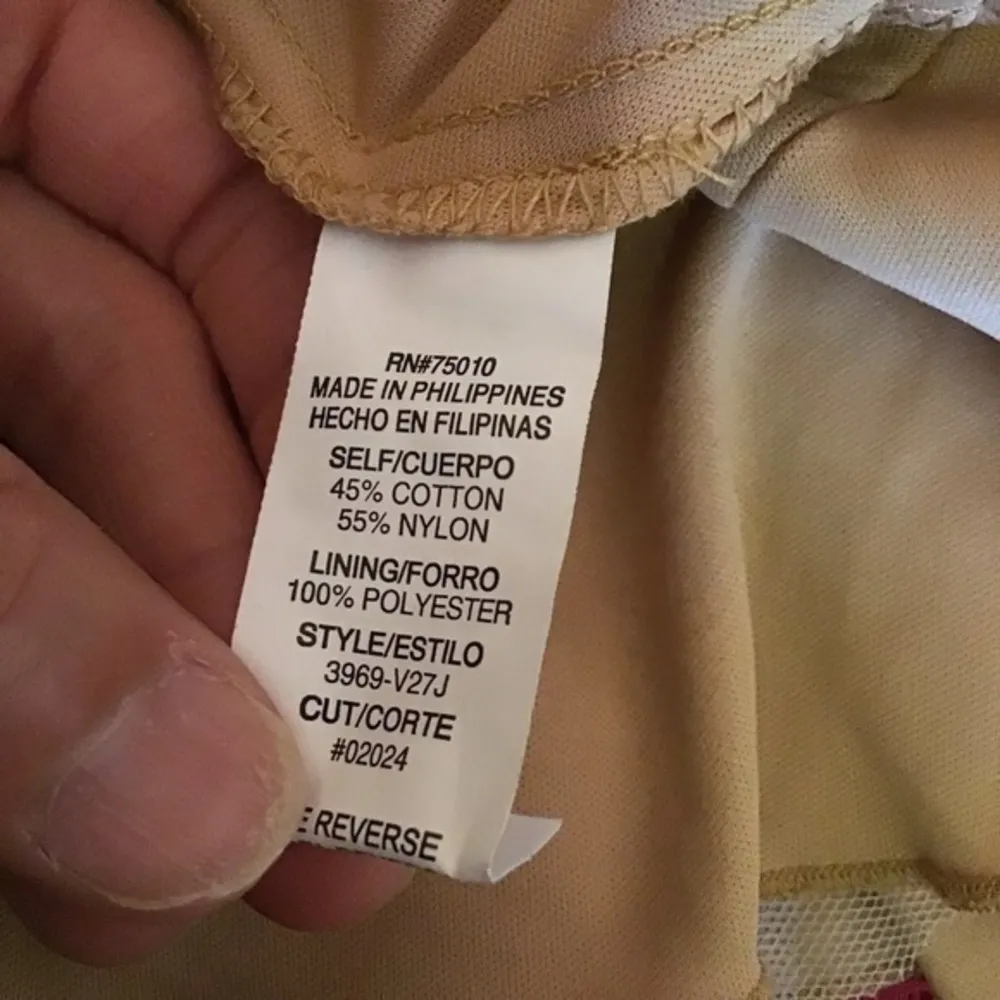 RN#75010
MADE IN PHILIPPINES
HECHO EN FILIPINAS
SELF/CUERPO
45% COTTON
55% NYLON
LINING/FORRO
100% POLYESTER
STYLE/ESTILO
3969-V27J
CUT/CORTE
#02024
REVERSE